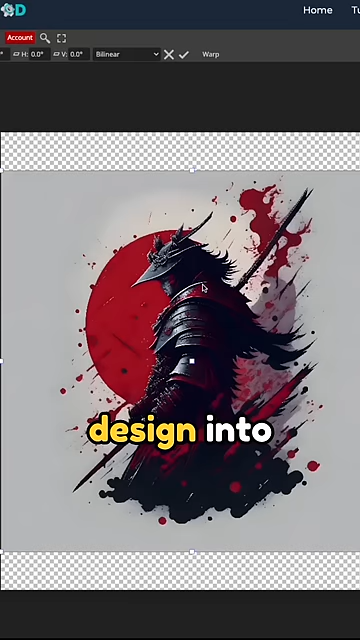 D
Home
Tu
Account
° H: 0.0° V: 0.0° Bilinear Warp
design into